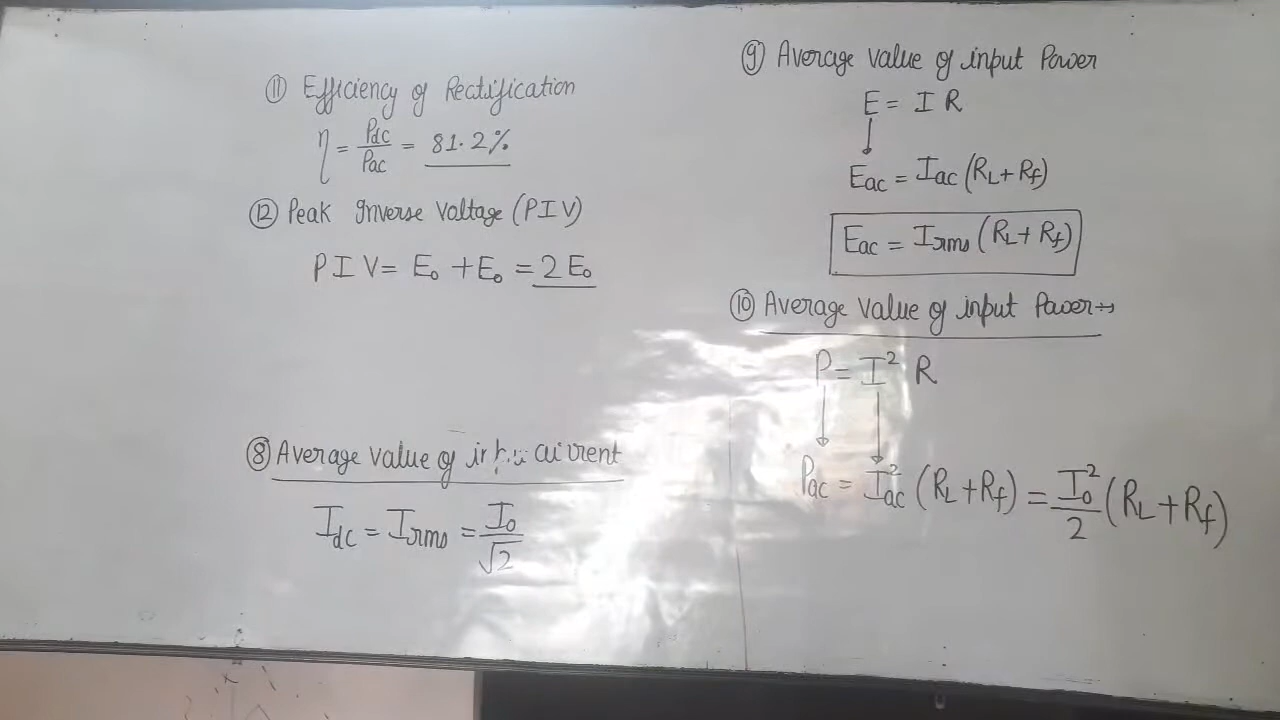 ⑪ Efficiency of Rectification
η = Pdc/Pac = 81.2%
⑫ Peak Inverse Voltage (PIV)
PIV = E₀ + E₀ = 2E₀
⑧ Average value of current
Idc = Irms = I₀/√2
⑨ Average value of input Power
E = I R
Eac = Iac (RL + Rf)
Eac = Irms (RL + Rf)
⑩ Average value of input Power →
P = I² R
Pac = I²ac (RL + Rf) = I₀²/2 (RL + Rf)